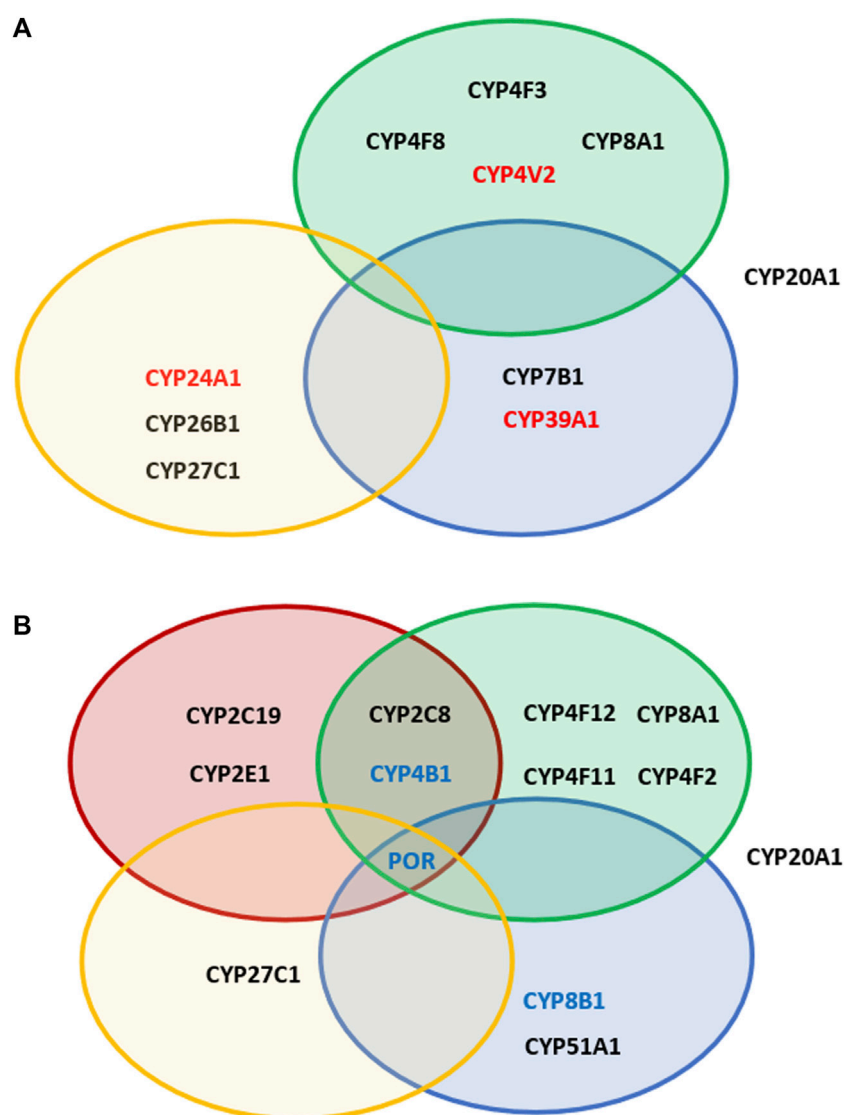 A
CYP4F3
CYP4F8 CYP8A1
CYP4V2
CYP20A1
CYP24A1
CYP7B1
CYP26B1
CYP39A1
CYP27C1
B
CYP2C19 CYP2C8 CYP4F12 CYP8A1
CYP2E1 CYP4B1 CYP4F11 CYP4F2
POR
CYP20A1
CYP27C1
CYP8B1
CYP51A1